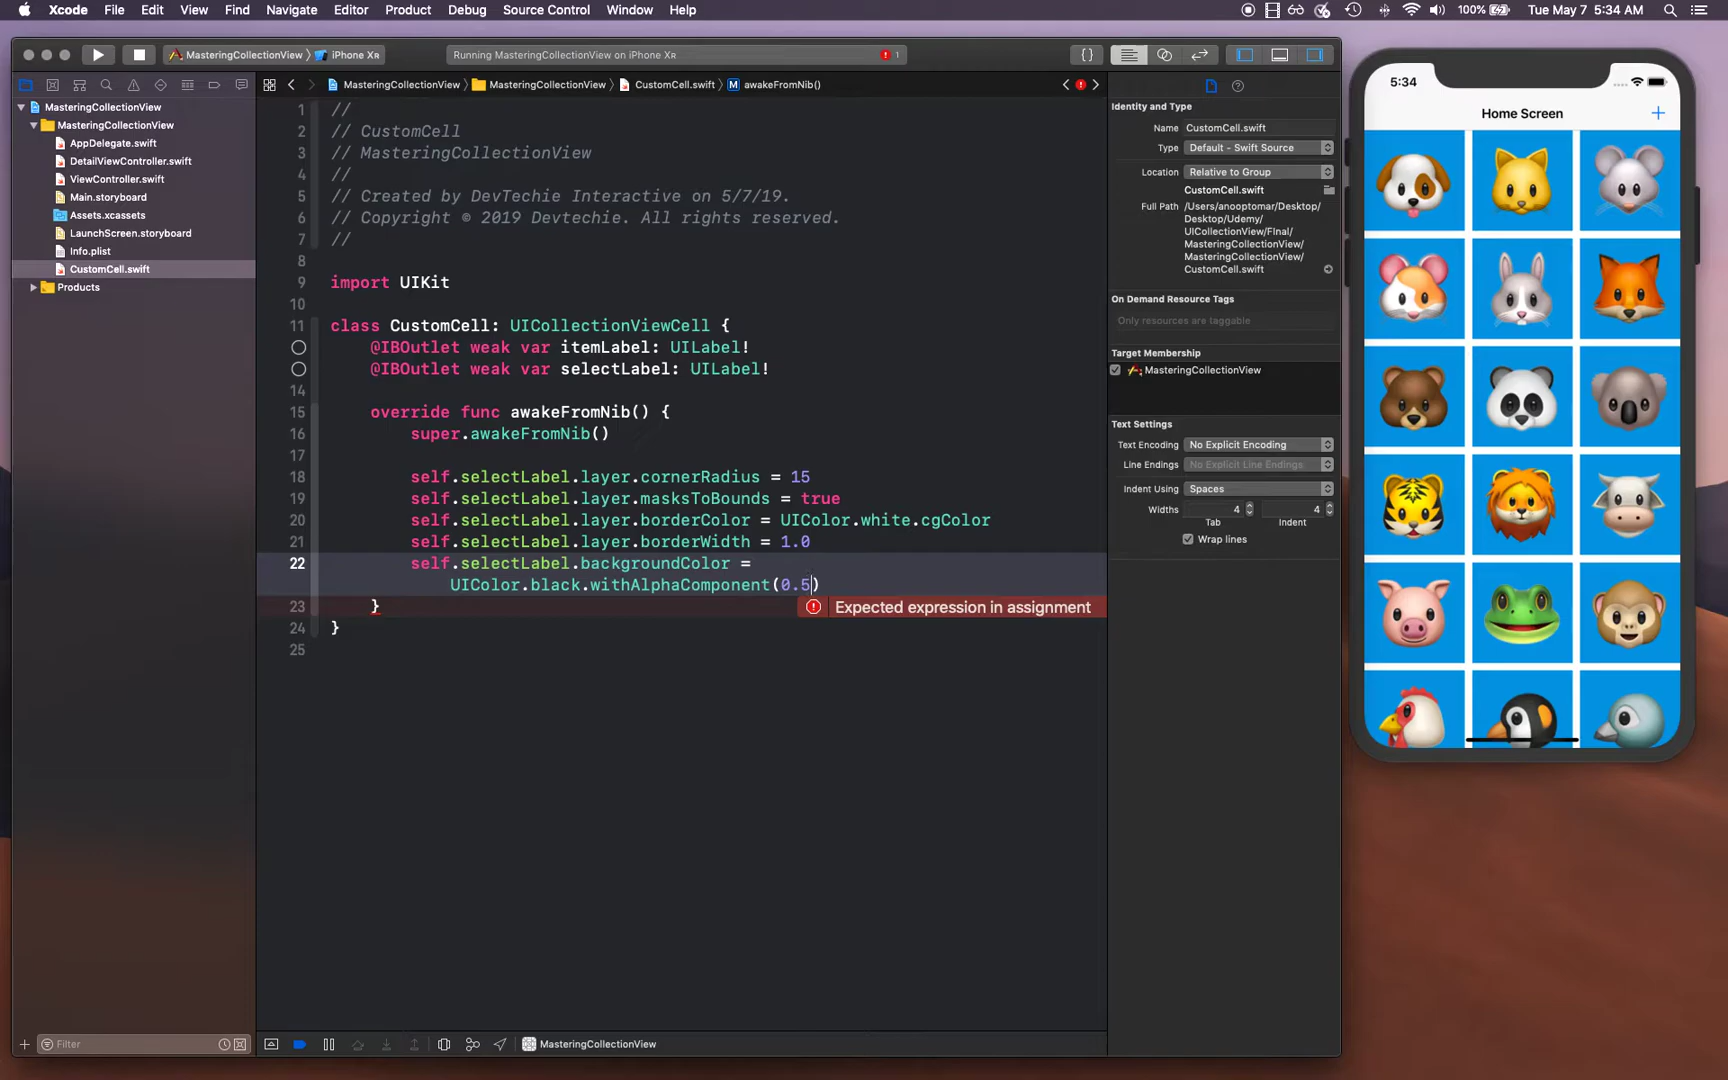 Xcode File Edit View Find Navigate Editor Product Debug Source Control Window Help
100% Tue May 7 5:34 AM
MasteringCollectionView iPhone XR
Running MasteringCollectionView on iPhone XR
1
MasteringCollectionView MasteringCollectionView CustomCell.swift M awakeFromNib()
MasteringCollectionView
MasteringCollectionView
AppDelegate.swift
DetailViewController.swift
ViewController.swift
Main.storyboard
Assets.xcassets
LaunchScreen.storyboard
Info.plist
CustomCell.swift
Products
Filter
1 //
2 // CustomCell
3 // MasteringCollectionView
4 //
5 // Created by DevTechie Interactive on 5/7/19.
6 // Copyright © 2019 Devtechie. All rights reserved.
7 //
8
9 import UIKit
10
11 class CustomCell: UICollectionViewCell {
@IBOutlet weak var itemLabel: UILabel!
@IBOutlet weak var selectLabel: UILabel!
14
15 override func awakeFromNib() {
16 super.awakeFromNib()
17
18 self.selectLabel.layer.cornerRadius = 15
19 self.selectLabel.layer.masksToBounds = true
20 self.selectLabel.layer.borderColor = UIColor.white.cgColor
21 self.selectLabel.layer.borderWidth = 1.0
22 self.selectLabel.backgroundColor =
UIColor.black.withAlphaComponent(0.5)
23 }
Expected expression in assignment
24 }
25
MasteringCollectionView
Identity and Type
Name CustomCell.swift
Type Default - Swift Source
Location Relative to Group
CustomCell.swift
Full Path /Users/anooptomar/Desktop/
Desktop/Udemy/
UICollectionView/FInal/
MasteringCollectionView/
MasteringCollectionView/
CustomCell.swift
On Demand Resource Tags
Only resources are taggable
Target Membership
MasteringCollectionView
Text Settings
Text Encoding No Explicit Encoding
Line Endings No Explicit Line Endings
Indent Using Spaces
Widths 4 4
Tab Indent
Wrap lines
5:34
Home Screen